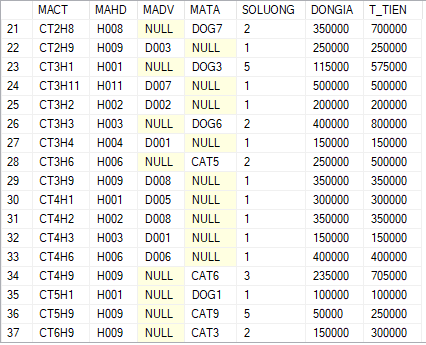 MACT MAHD MADV MATA SOLUONG DONGIA T_TIEN
21 CT2H8 H008 NULL DOG7 2 350000 700000
22 CT2H9 H009 D003 NULL 1 250000 250000
23 CT3H1 H001 NULL DOG3 5 115000 575000
24 CT3H11 H011 D007 NULL 1 500000 500000
25 CT3H2 H002 D002 NULL 1 200000 200000
26 CT3H3 H003 NULL DOG6 2 400000 800000
27 CT3H4 H004 D001 NULL 1 150000 150000
28 CT3H6 H006 NULL CAT5 2 250000 500000
29 CT3H9 H009 D008 NULL 1 350000 350000
30 CT4H1 H001 D005 NULL 1 300000 300000
31 CT4H2 H002 D008 NULL 1 350000 350000
32 CT4H3 H003 D001 NULL 1 150000 150000
33 CT4H6 H006 D006 NULL 1 400000 400000
34 CT4H9 H009 NULL CAT6 3 235000 705000
35 CT5H1 H001 NULL DOG1 1 100000 100000
36 CT5H9 H009 NULL CAT9 5 50000 250000
37 CT6H9 H009 NULL CAT3 2 150000 300000